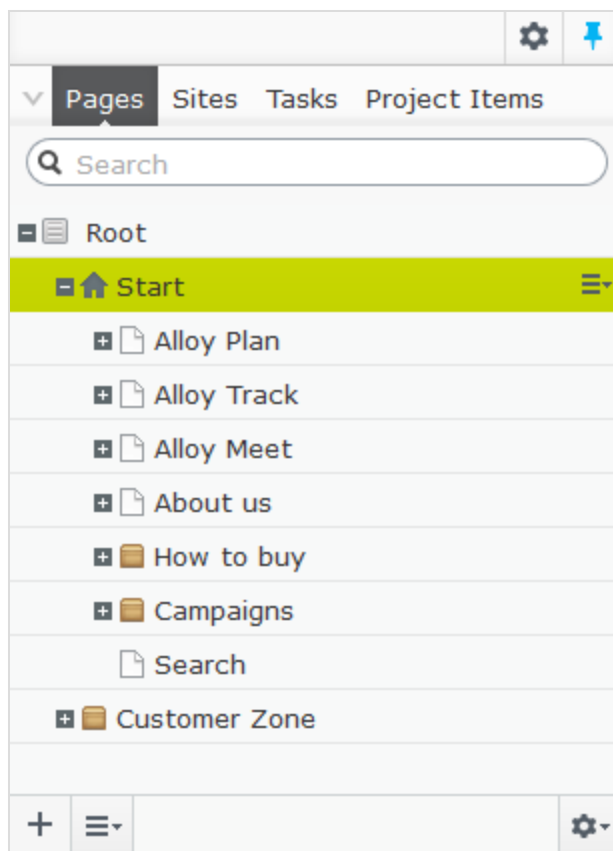 Pages Sites Tasks Project Items
Search
Root
Start
Alloy Plan
Alloy Track
Alloy Meet
About us
How to buy
Campaigns
Search
Customer Zone